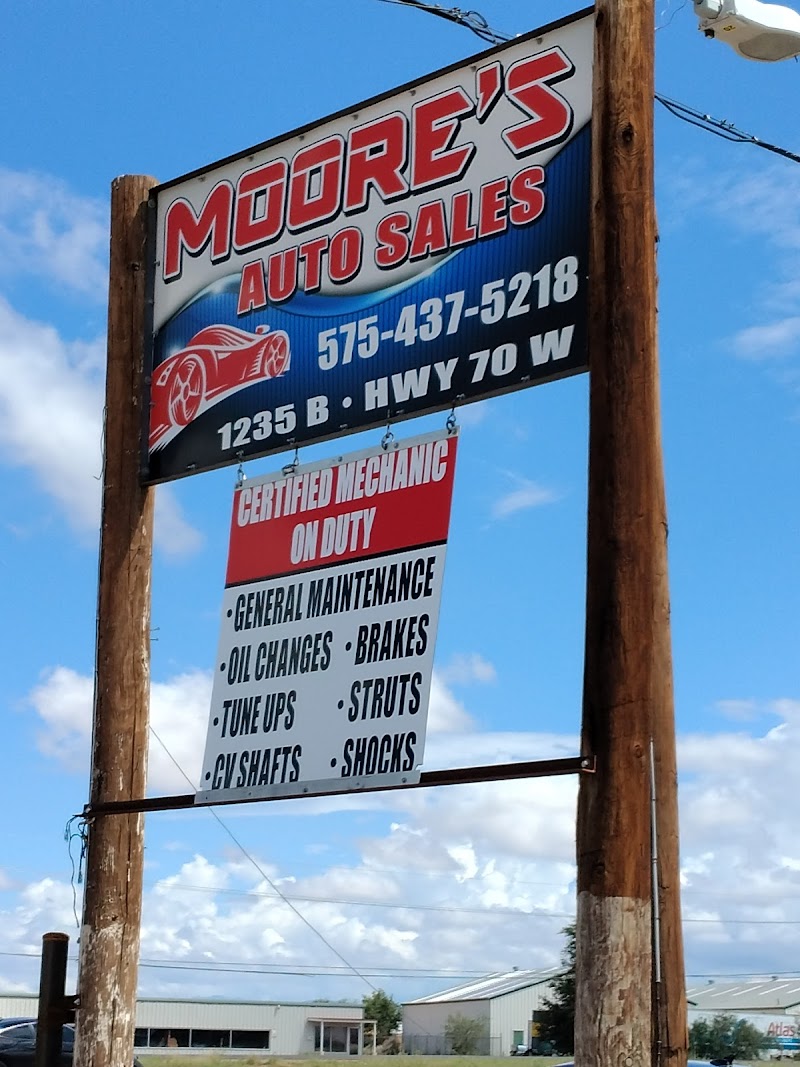 MOORE'S
AUTO SALES
575-437-5218
1235 B • HWY 70 W
CERTIFIED MECHANIC
ON DUTY
• GENERAL MAINTENANCE
• OIL CHANGES • BRAKES
• TUNE UPS • STRUTS
• CV SHAFTS • SHOCKS
Atlas